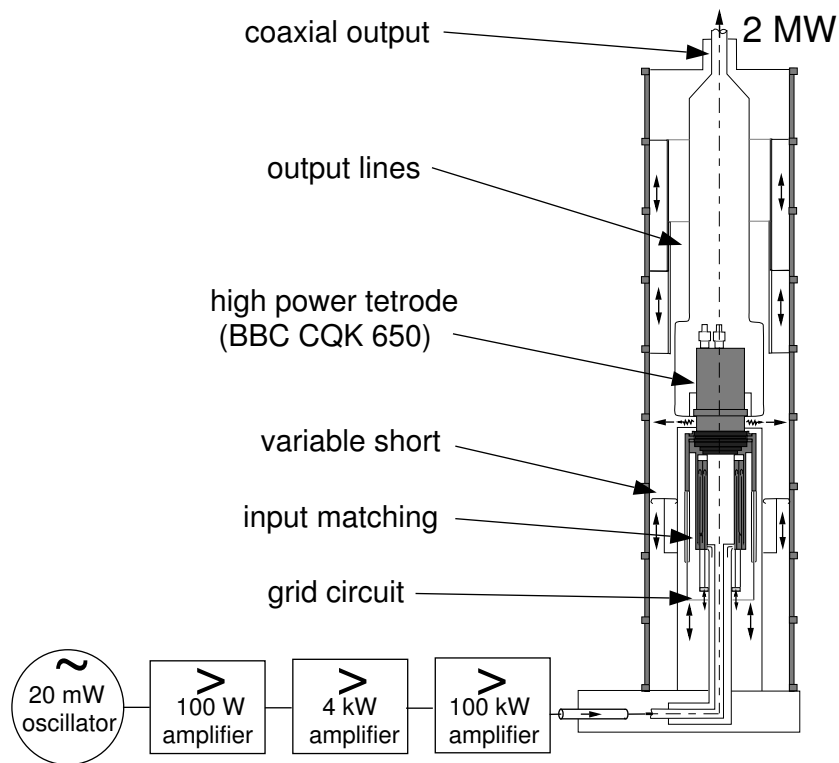 coaxial output
2 MW
output lines
high power tetrode
(BBC CQK 650)
variable short
input matching
grid circuit
~
20 mW
oscillator
>
100 W
amplifier
>
4 kW
amplifier
>
100 kW
amplifier